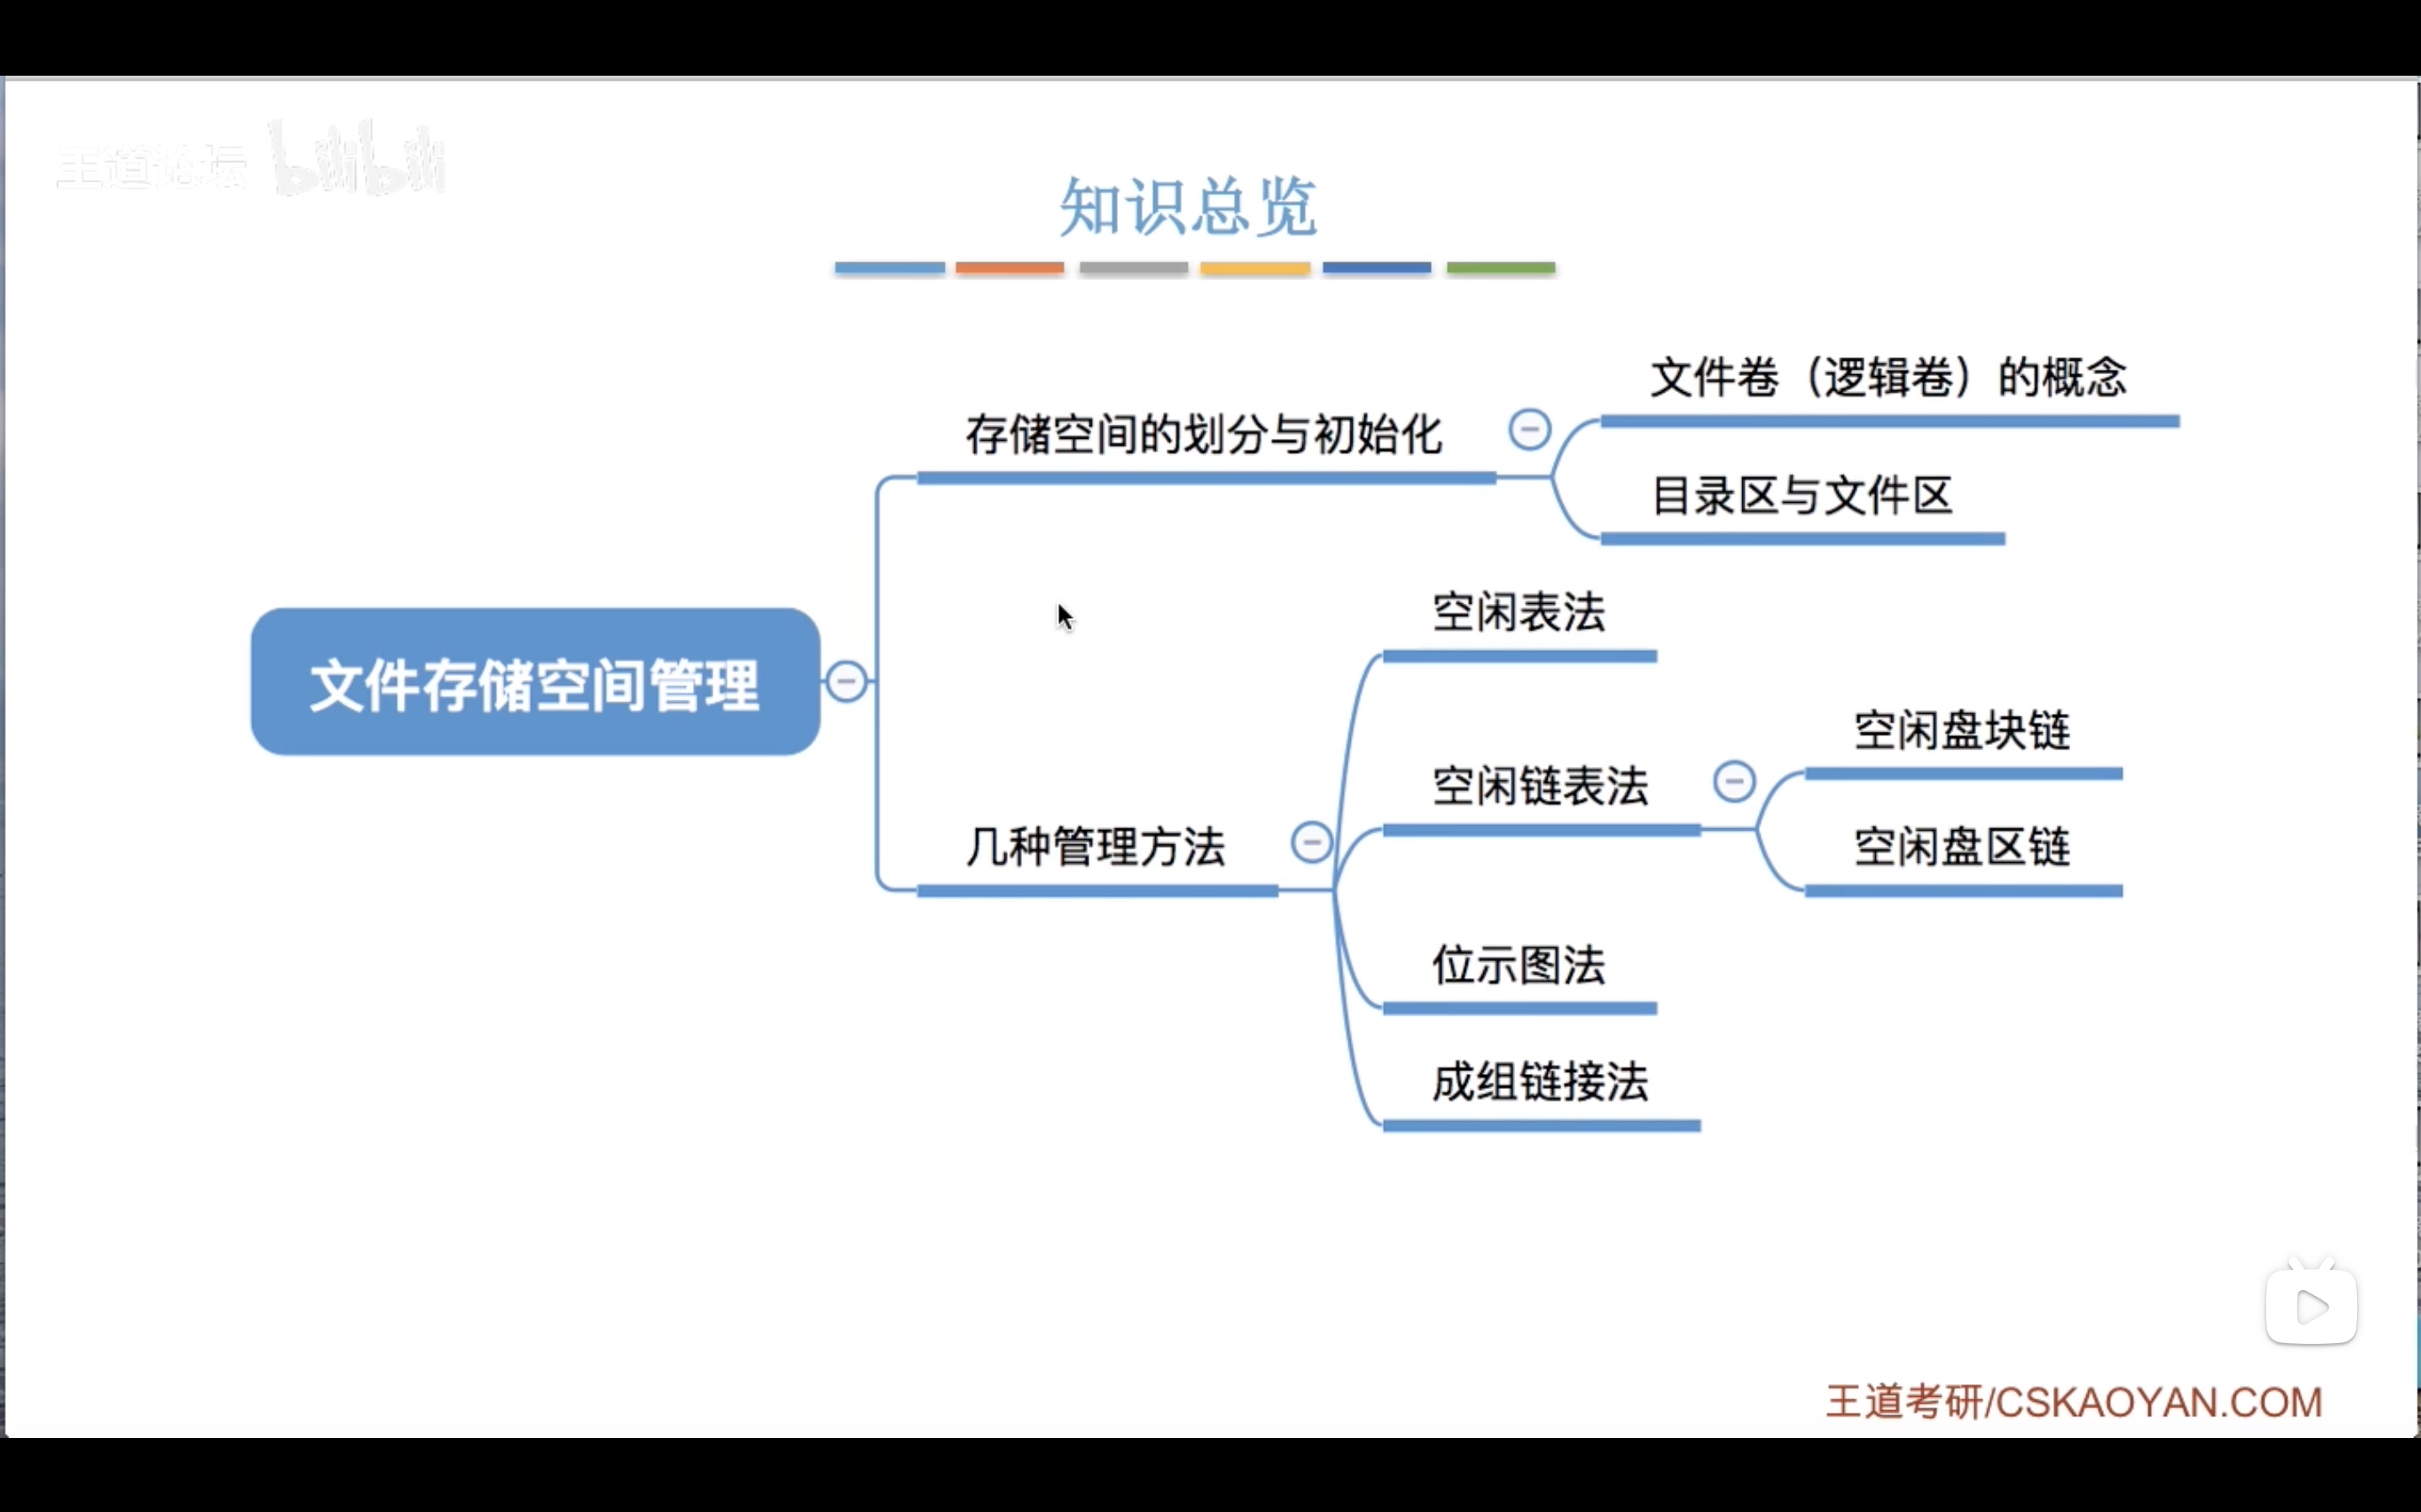 王道论坛 bilibili
知识总览
文件存储空间管理
存储空间的划分与初始化
文件卷（逻辑卷）的概念
目录区与文件区
几种管理方法
空闲表法
空闲链表法
空闲盘块链
空闲盘区链
位示图法
成组链接法
王道考研/CSKAOYAN.COM